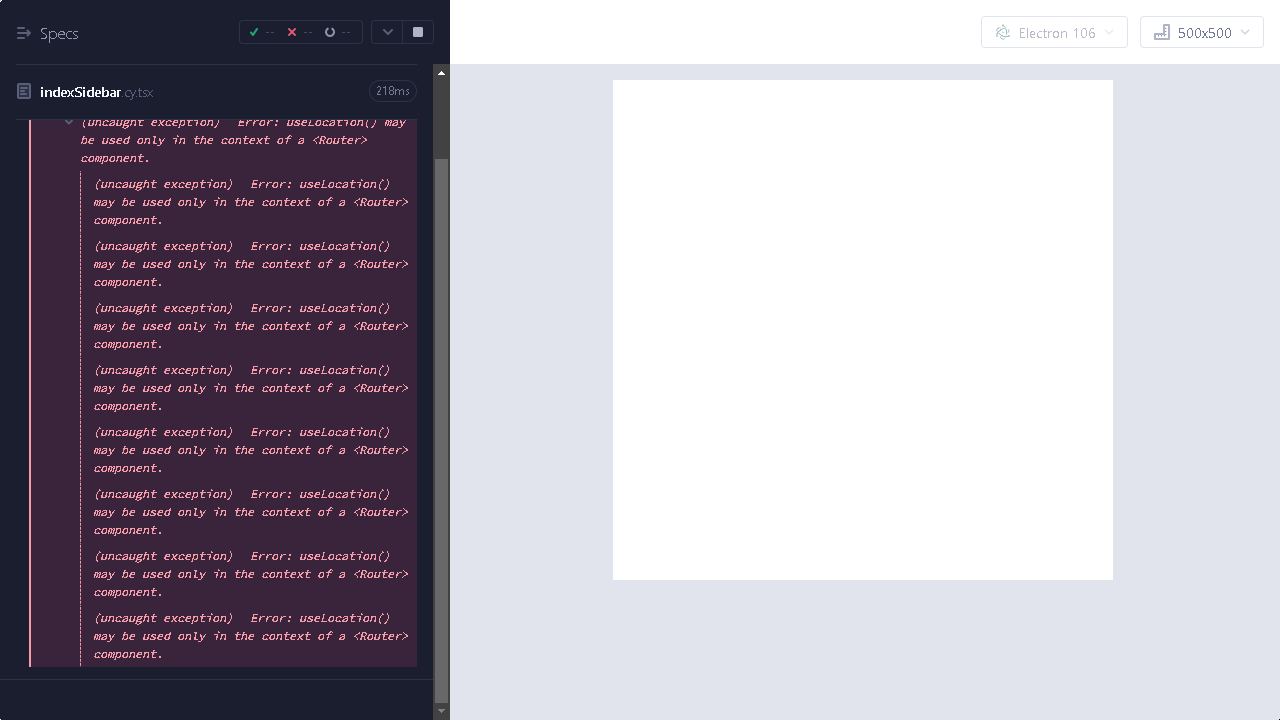 Specs
--
--
--
Electron 106
500x500
indexSidebar.cy.tsx
218ms
(uncaught exception) Error: useLocation() may
be used only in the context of a <Router>
component.
(uncaught exception) Error: useLocation()
may be used only in the context of a <Router>
component.
(uncaught exception) Error: useLocation()
may be used only in the context of a <Router>
component.
(uncaught exception) Error: useLocation()
may be used only in the context of a <Router>
component.
(uncaught exception) Error: useLocation()
may be used only in the context of a <Router>
component.
(uncaught exception) Error: useLocation()
may be used only in the context of a <Router>
component.
(uncaught exception) Error: useLocation()
may be used only in the context of a <Router>
component.
(uncaught exception) Error: useLocation()
may be used only in the context of a <Router>
component.
(uncaught exception) Error: useLocation()
may be used only in the context of a <Router>
component.